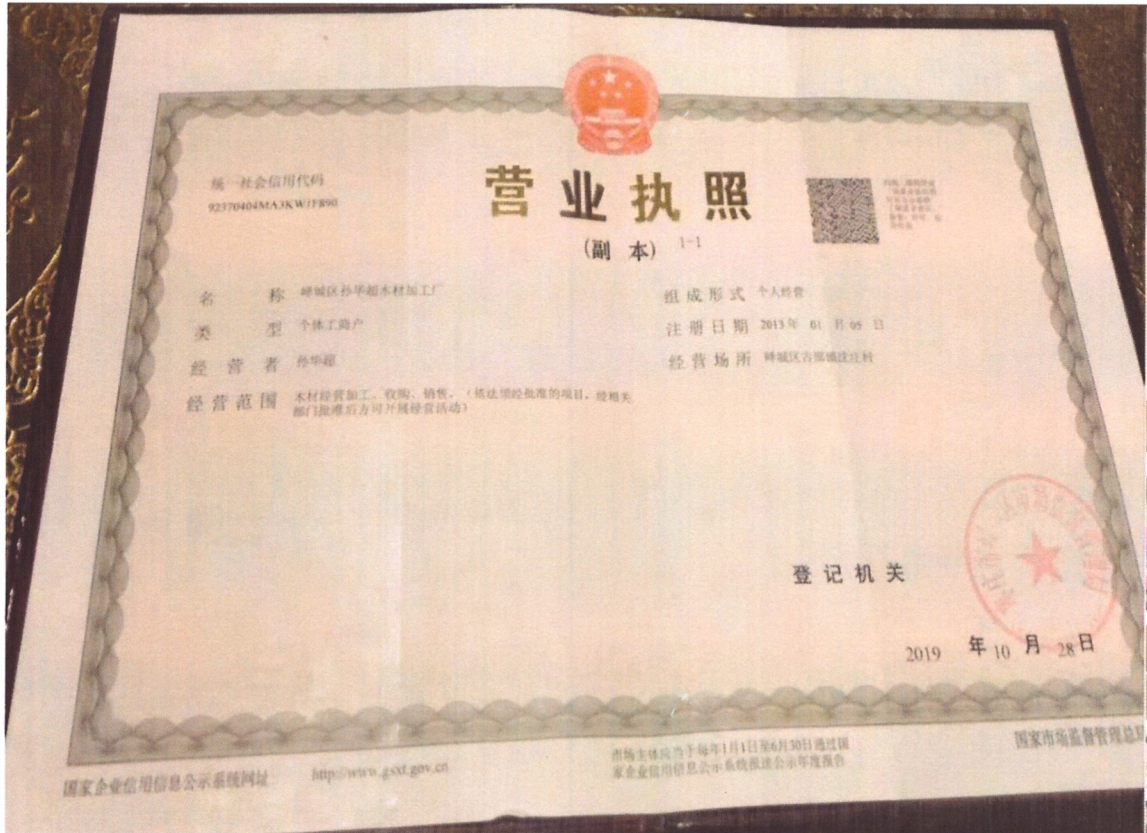 统一社会信用代码
92370404MA3KW1F890
营业执照
(副 本) 1-1
名 称 峄城区孙华超木材加工厂
类 型 个体工商户
经 营 者 孙华超
经 营 范 围 木材经营加工、收购、销售。(依法须经批准的项目,经相关
部门批准后方可开展经营活动)
组 成 形 式 个人经营
注 册 日 期 2013年 01 月 05 日
经 营 场 所 峄城区古邵镇 庄村
登 记 机 关
2019 年 10 月 28 日
国家企业信用信息公示系统网址 http://www.gsxt.gov.cn
市场主体应当于每年1月1日至6月30日通过国
家企业信用信息公示系统报送公示年度报告
国家市场监督管理总局